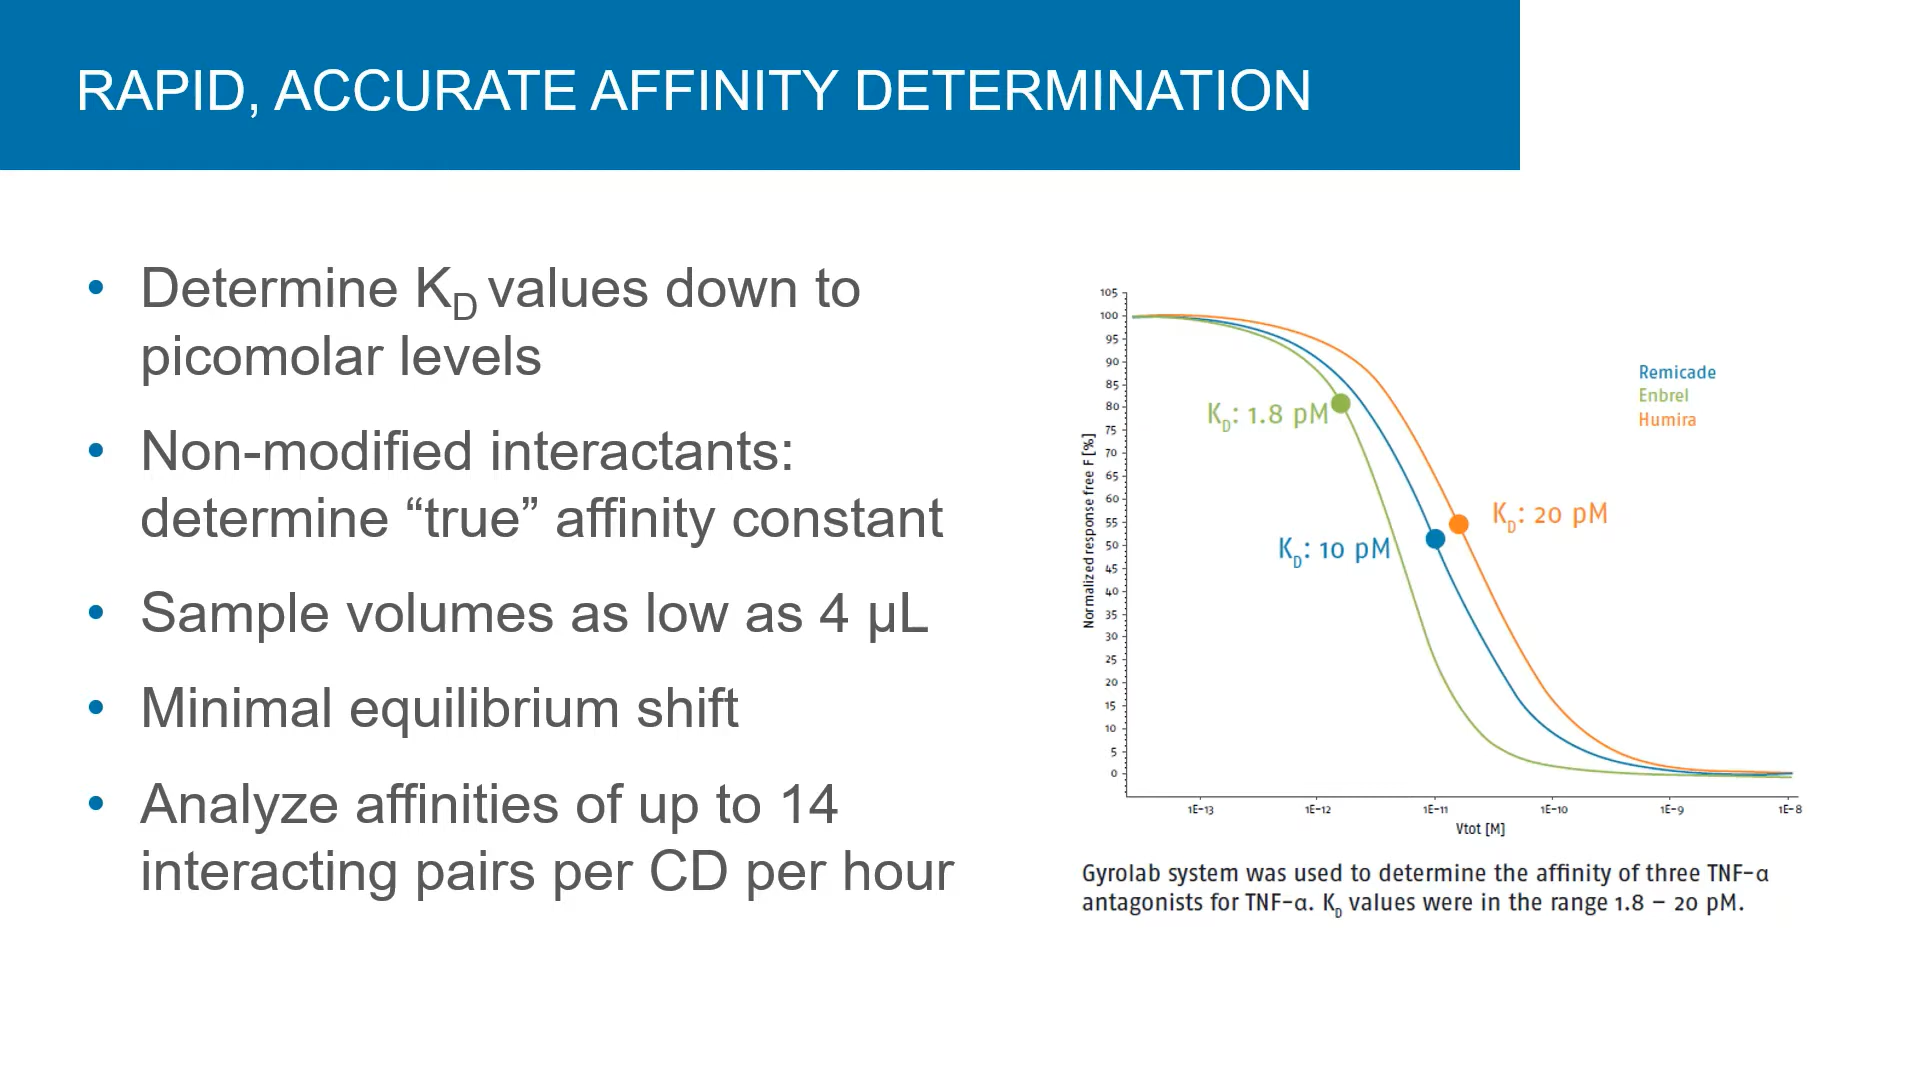 RAPID, ACCURATE AFFINITY DETERMINATION
• Determine KD values down to
picomolar levels
• Non-modified interactants:
determine “true” affinity constant
• Sample volumes as low as 4 µL
• Minimal equilibrium shift
• Analyze affinities of up to 14
interacting pairs per CD per hour
Normalized response free F [%]
105
100
95
90
85
80
75
70
65
60
55
50
45
40
35
30
25
20
15
10
5
0
Remicade
Enbrel
Humira
KD: 1.8 pM
KD: 20 pM
KD: 10 pM
1E-13 1E-12 1E-11 1E-10 1E-9 1E-8
Vtot [M]
Gyrolab system was used to determine the affinity of three TNF-α
antagonists for TNF-α. KD values were in the range 1.8 – 20 pM.